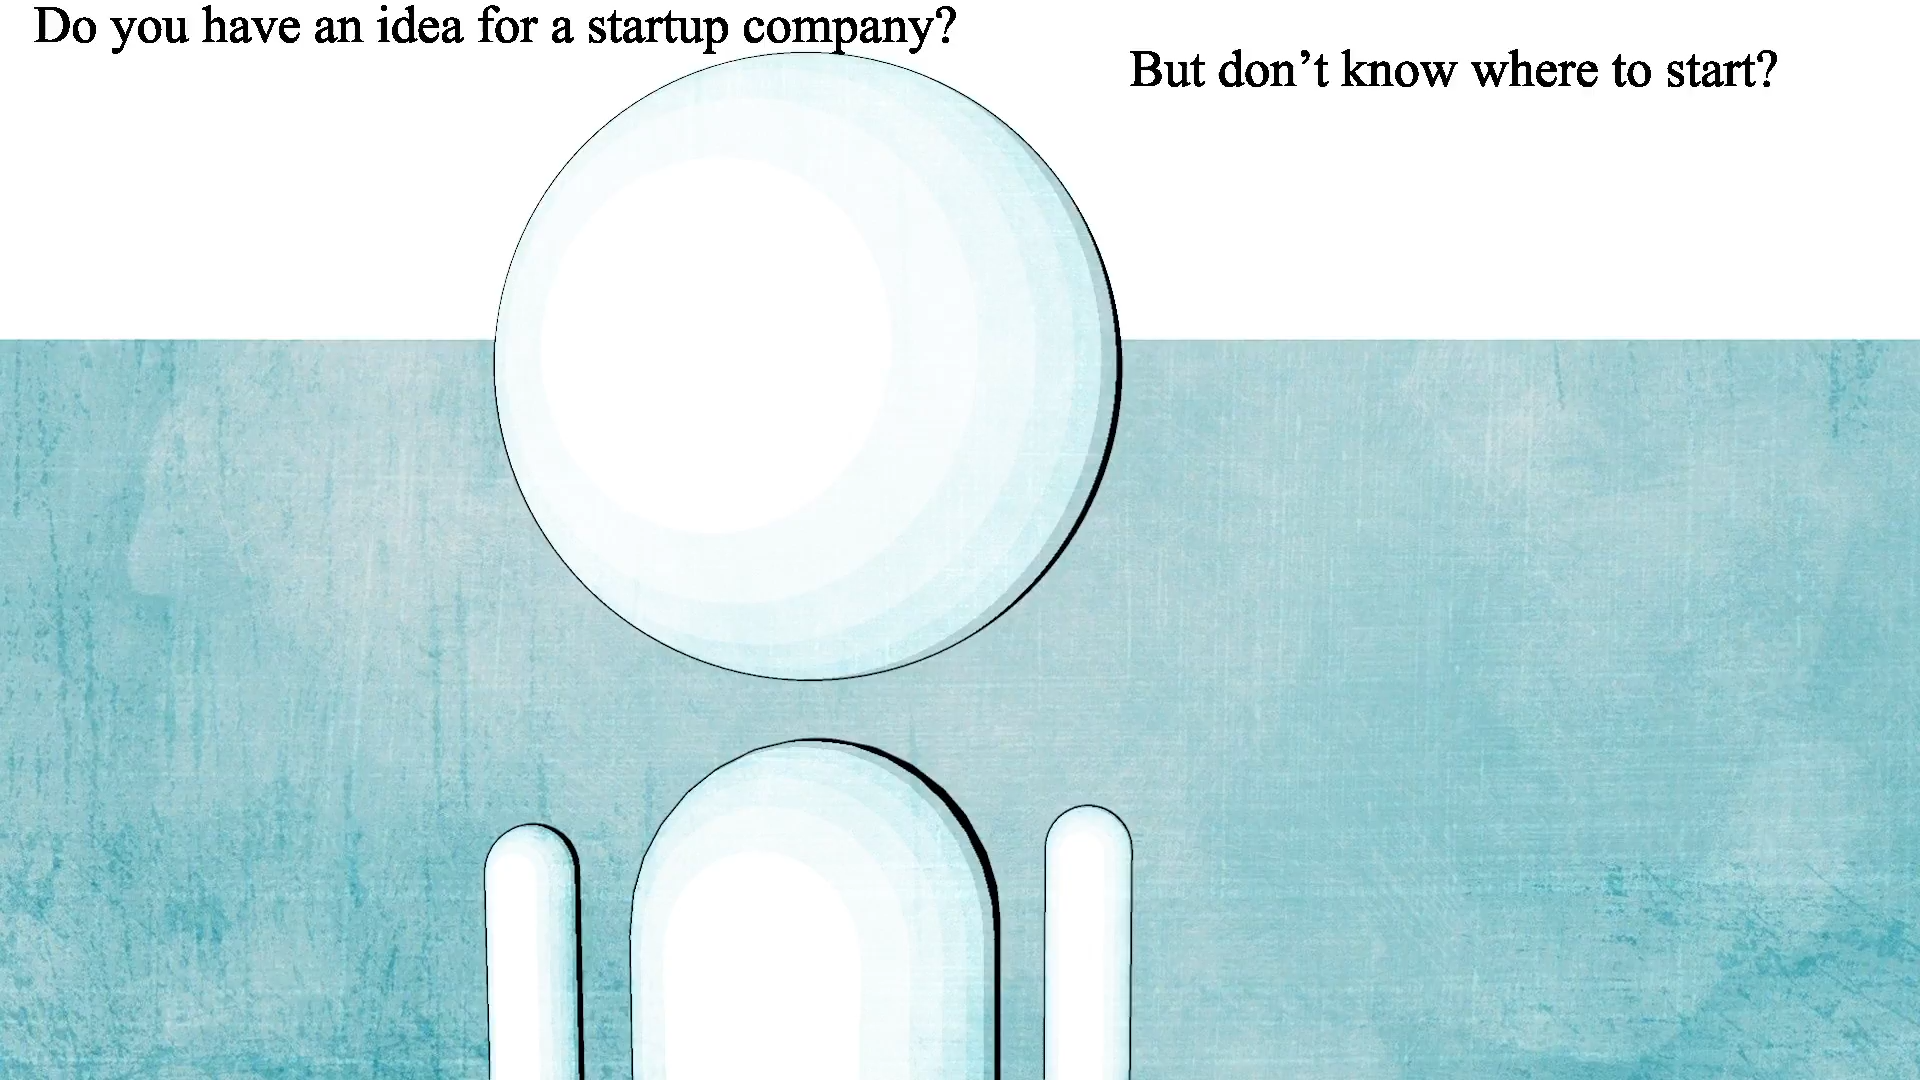 Do you have an idea for a startup company?
But don’t know where to start?